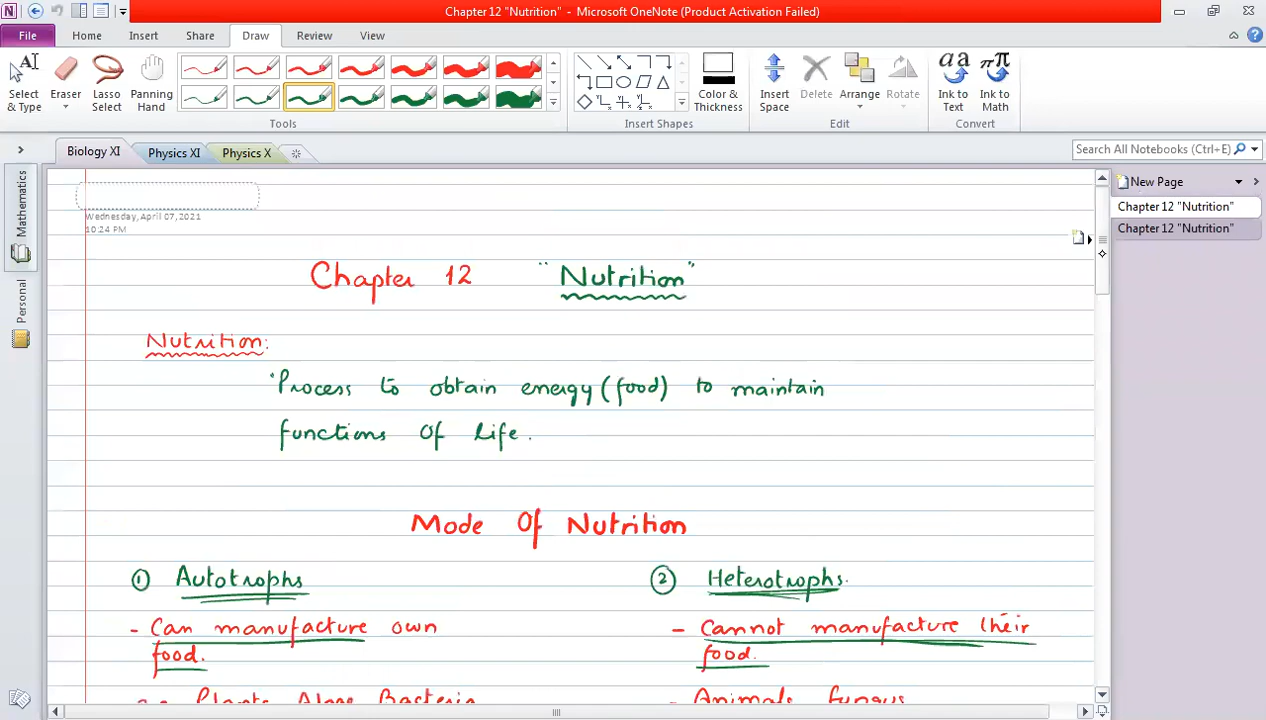 Chapter 12 "Nutrition" - Microsoft OneNote (Product Activation Failed)
File Home Insert Share Draw Review View
Select & Type
Eraser
Lasso Select
Panning Hand
Color & Thickness
Insert Space
Delete
Arrange
Rotate
Ink to Text
Ink to Math
Tools Insert Shapes Edit Convert
Biology XI Physics XI Physics X
Search All Notebooks (Ctrl+E)
Mathematics
Personal
New Page
Chapter 12 "Nutrition"
Chapter 12 "Nutrition"
Wednesday, April 07, 2021
10:24 PM
Chapter 12 "Nutrition"
Nutrition:
Process to obtain energy (food) to maintain
functions Of Life.
Mode Of Nutrition
① Autotrophs
- Can manufacture own
food.
Plants Algae Bacteria
② Heterotrophs.
- Cannot manufacture their
food.
- Animals fungus